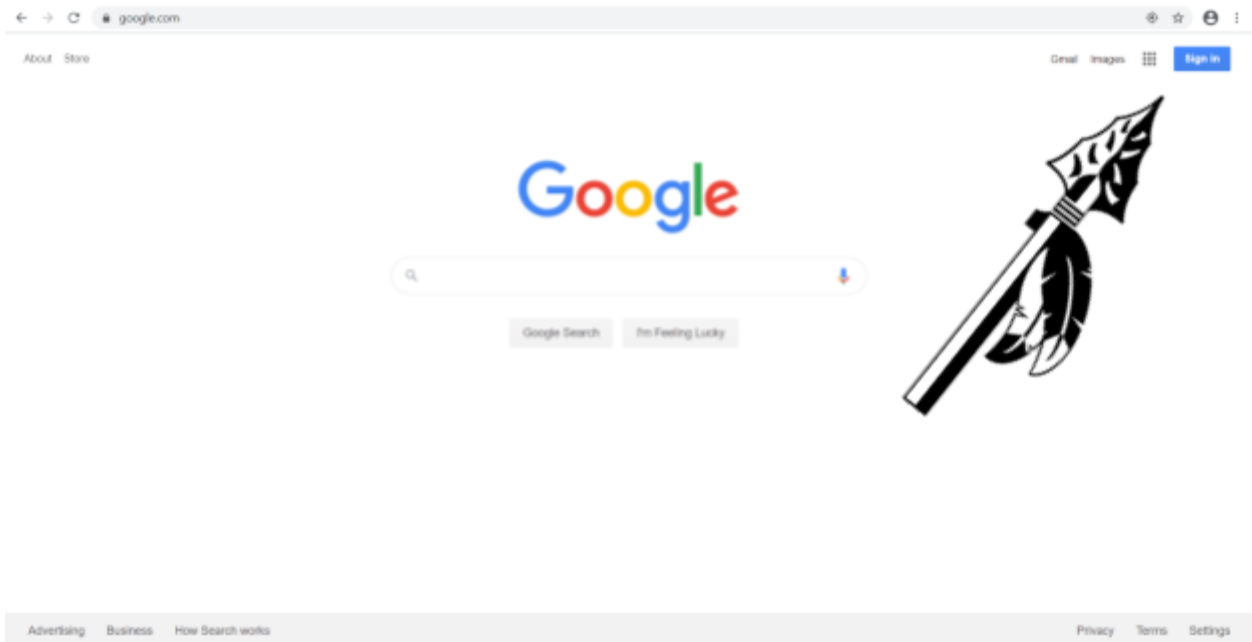 google.com
About Store
Gmail Images Sign in
Google
Google Search I'm Feeling Lucky
Advertising Business How Search works
Privacy Terms Settings